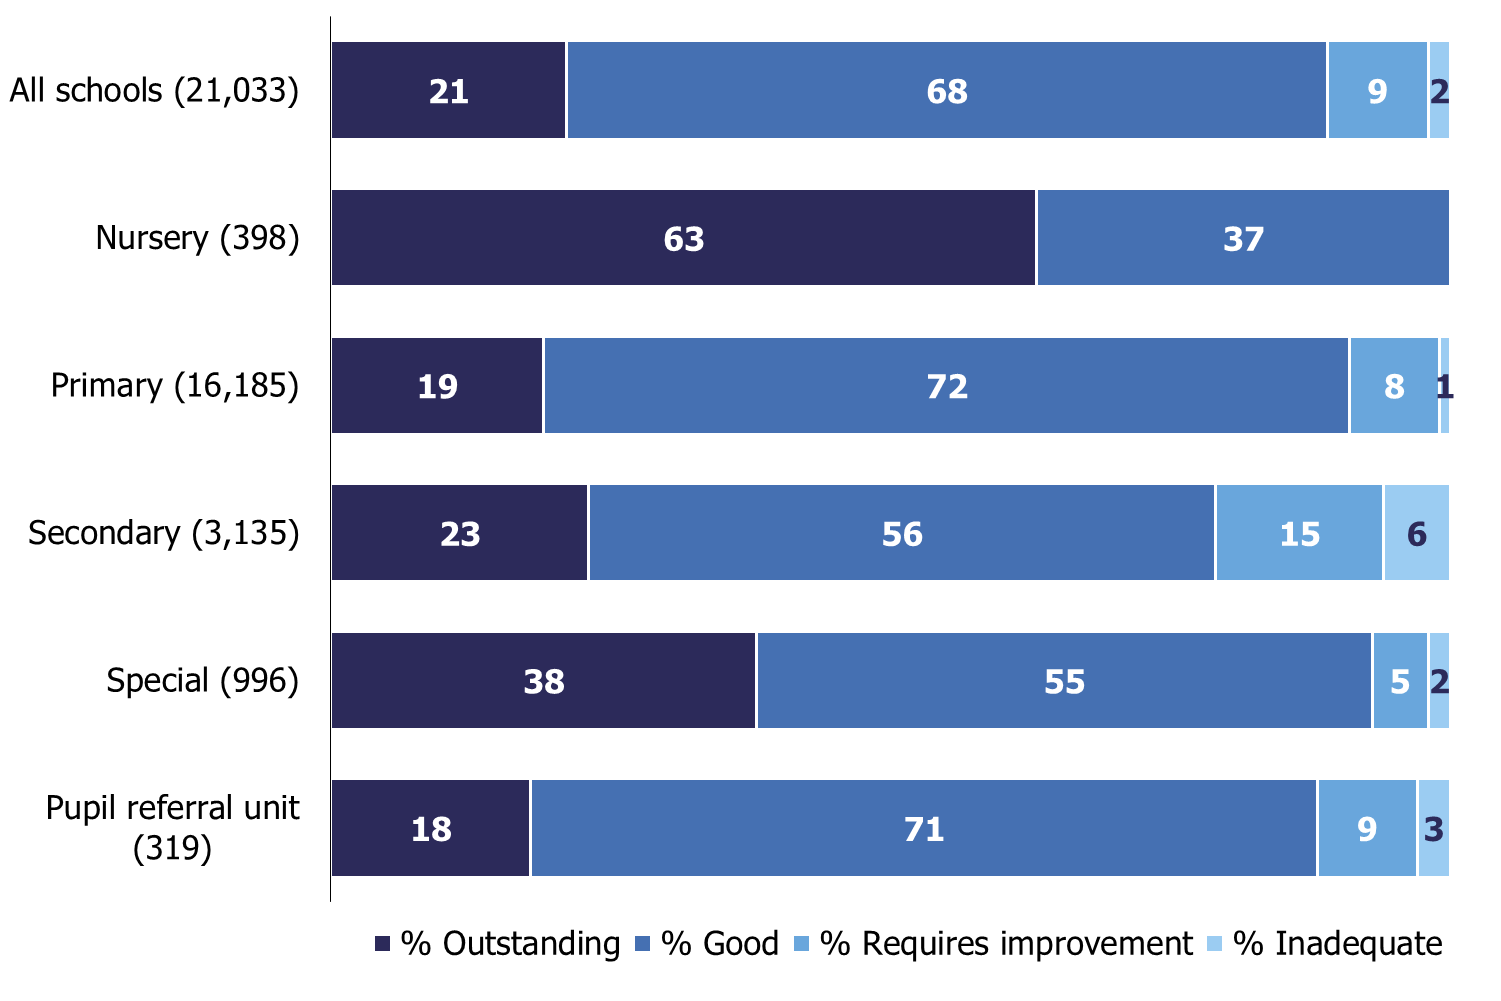 All schools (21,033) 21 68 9 2
Nursery (398) 63 37
Primary (16,185) 19 72 8 1
Secondary (3,135) 23 56 15 6
Special (996) 38 55 5 2
Pupil referral unit
(319) 18 71 9 3
% Outstanding % Good % Requires improvement % Inadequate